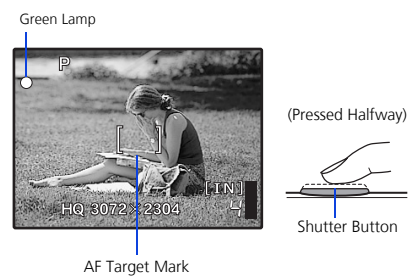 Green Lamp
P
(Pressed Halfway)
[IN]
HQ 3072×2304
4
Shutter Button
AF Target Mark